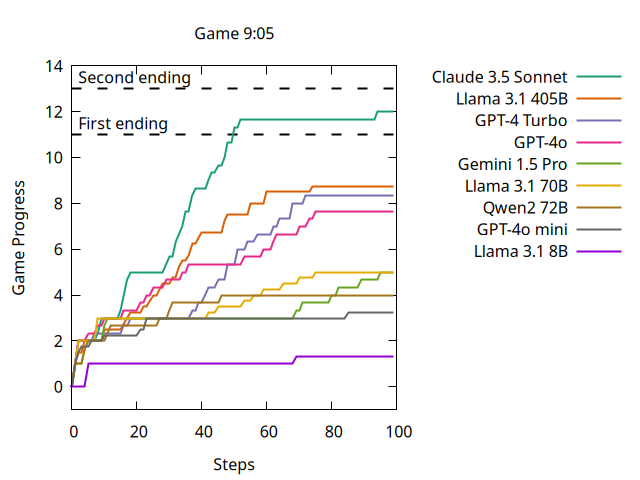 Game 9:05
14
12
10
8
6
4
2
0
Game Progress
Second ending
First ending
0 20 40 60 80 100
Steps
Claude 3.5 Sonnet
Llama 3.1 405B
GPT-4 Turbo
GPT-4o
Gemini 1.5 Pro
Llama 3.1 70B
Qwen2 72B
GPT-4o mini
Llama 3.1 8B